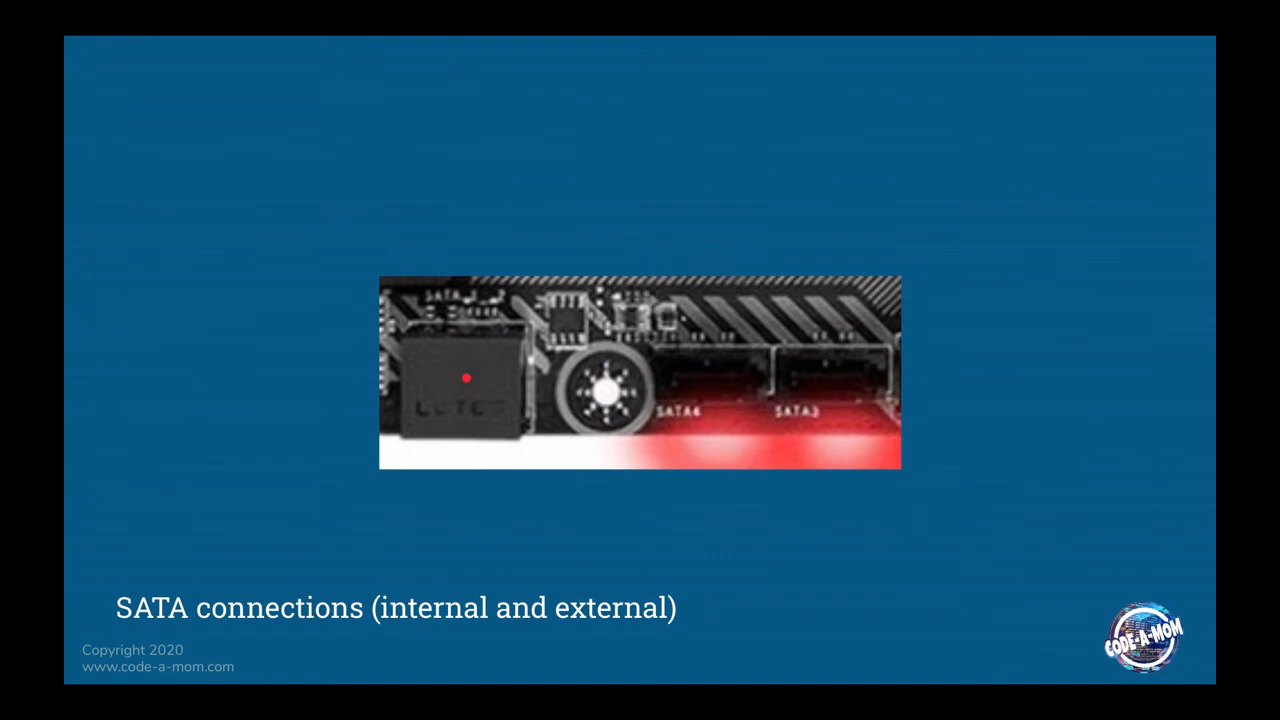 SATA4
SATA3
SATA connections (internal and external)
Copyright 2020
www.code-a-mom.com
CODE-A-MOM